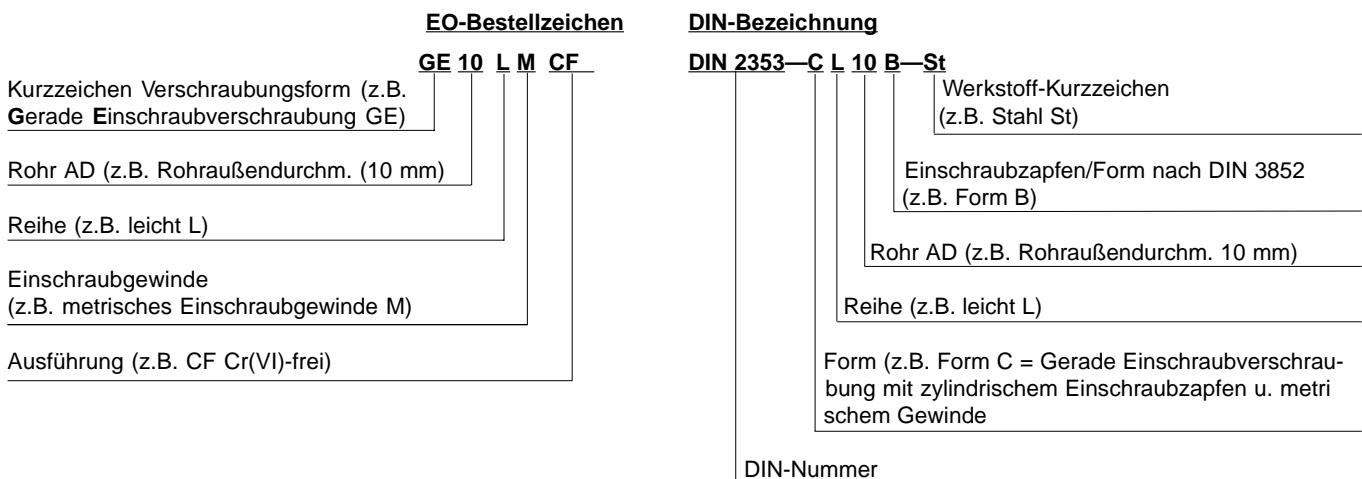 EO-Bestellzeichen
GE 10 L M CF
Kurzzeichen Verschraubungsform (z.B.
Gerade Einschraubverschraubung GE)
Rohr AD (z.B. Rohraußendurchm. (10 mm)
Reihe (z.B. leicht L)
Einschraubgewinde
(z.B. metrisches Einschraubgewinde M)
Ausführung (z.B. CF Cr(VI)-frei)
DIN-Bezeichnung
DIN 2353—C L 10 B—St
Werkstoff-Kurzzeichen
(z.B. Stahl St)
Einschraubzapfen/Form nach DIN 3852
(z.B. Form B)
Rohr AD (z.B. Rohraußendurchm. 10 mm)
Reihe (z.B. leicht L)
Form (z.B. Form C = Gerade Einschraubverschrau-
bung mit zylindrischem Einschraubzapfen u. metri
schem Gewinde
DIN-Nummer